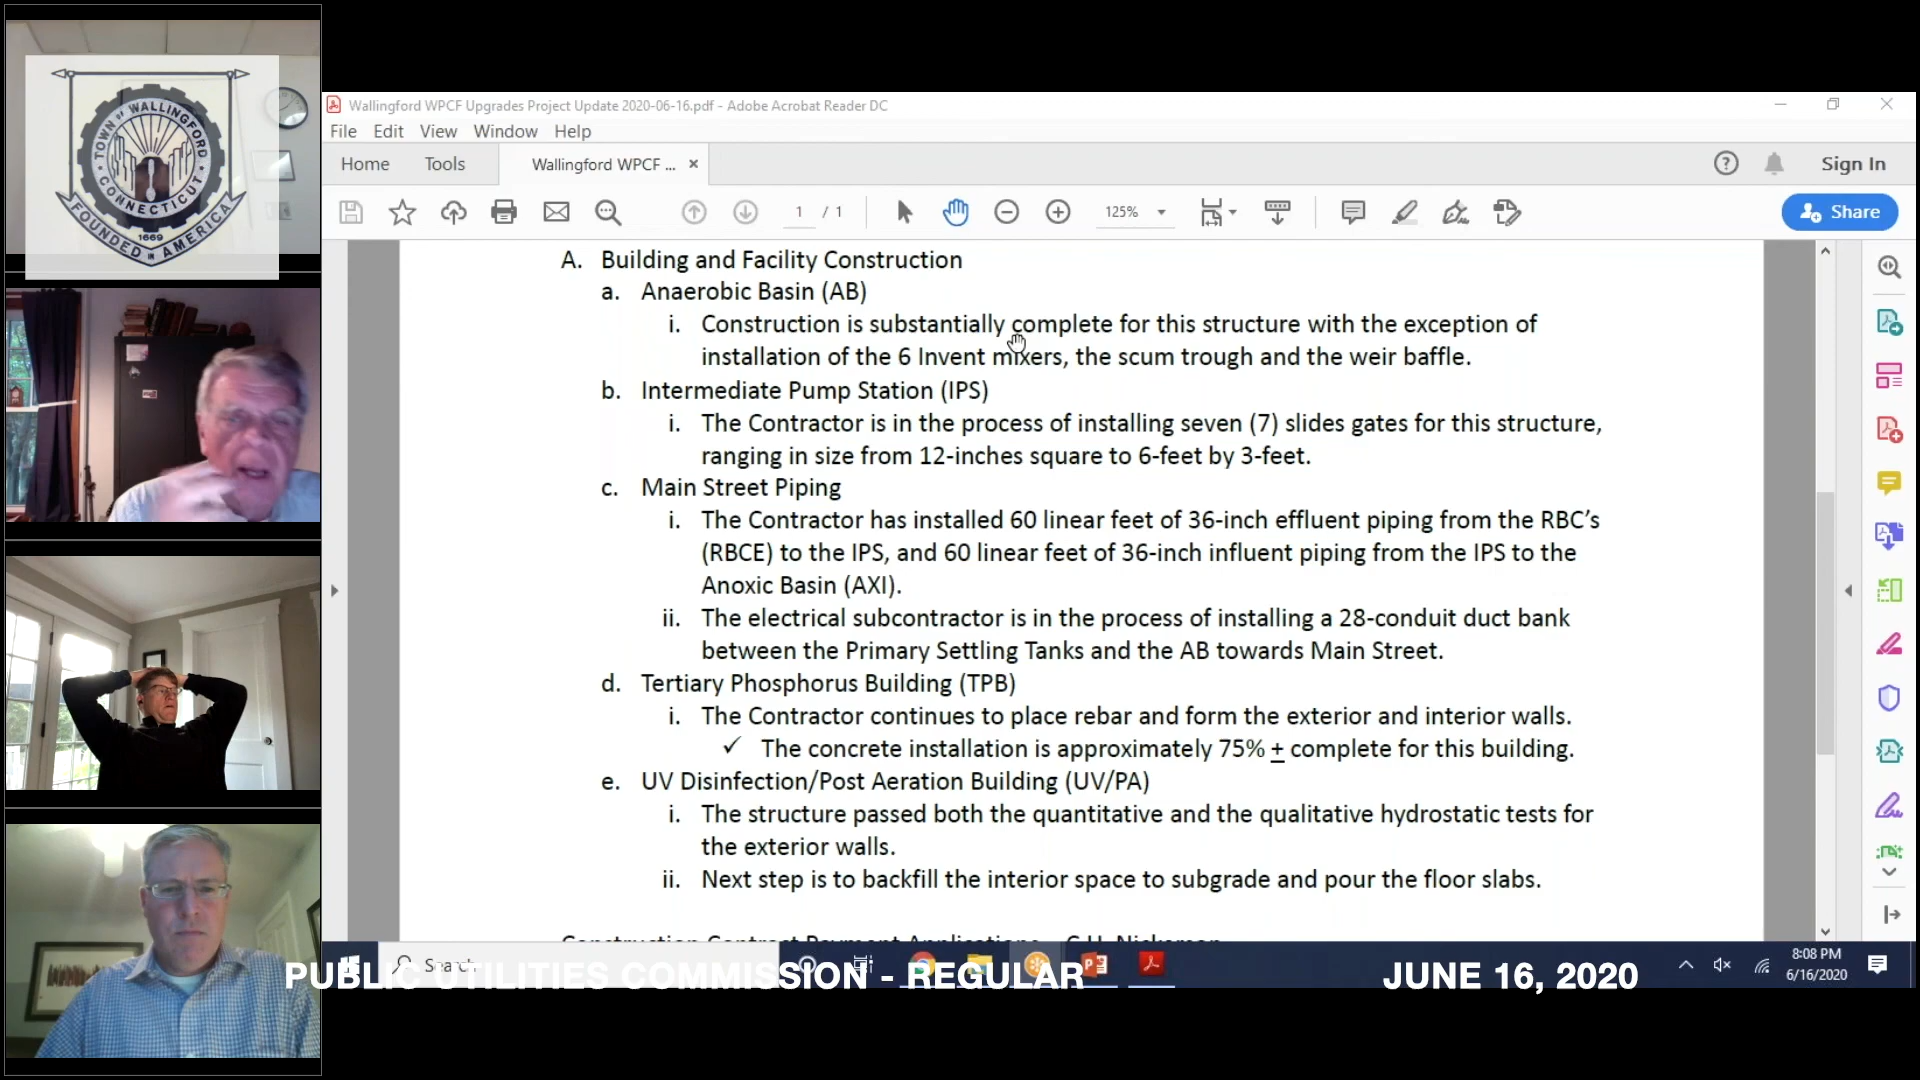 TOWN OF WALLINGFORD
CONNECTICUT
1669
FOUNDED IN AMERICA
Wallingford WPCF Upgrades Project Update 2020-06-16.pdf - Adobe Acrobat Reader DC
File Edit View Window Help
Home Tools Wallingford WPCF ... × Sign In
1 / 1 125% Share
A. Building and Facility Construction
a. Anaerobic Basin (AB)
i. Construction is substantially complete for this structure with the exception of
installation of the 6 Invent mixers, the scum trough and the weir baffle.
b. Intermediate Pump Station (IPS)
i. The Contractor is in the process of installing seven (7) slides gates for this structure,
ranging in size from 12-inches square to 6-feet by 3-feet.
c. Main Street Piping
i. The Contractor has installed 60 linear feet of 36-inch effluent piping from the RBC's
(RBCE) to the IPS, and 60 linear feet of 36-inch influent piping from the IPS to the
Anoxic Basin (AXI).
ii. The electrical subcontractor is in the process of installing a 28-conduit duct bank
between the Primary Settling Tanks and the AB towards Main Street.
d. Tertiary Phosphorus Building (TPB)
i. The Contractor continues to place rebar and form the exterior and interior walls.
✓ The concrete installation is approximately 75% ± complete for this building.
e. UV Disinfection/Post Aeration Building (UV/PA)
i. The structure passed both the quantitative and the qualitative hydrostatic tests for
the exterior walls.
ii. Next step is to backfill the interior space to subgrade and pour the floor slabs.
Construction Contract Payment Applications
Search
8:08 PM
6/16/2020
PUBLIC UTILITIES COMMISSION - REGULAR JUNE 16, 2020